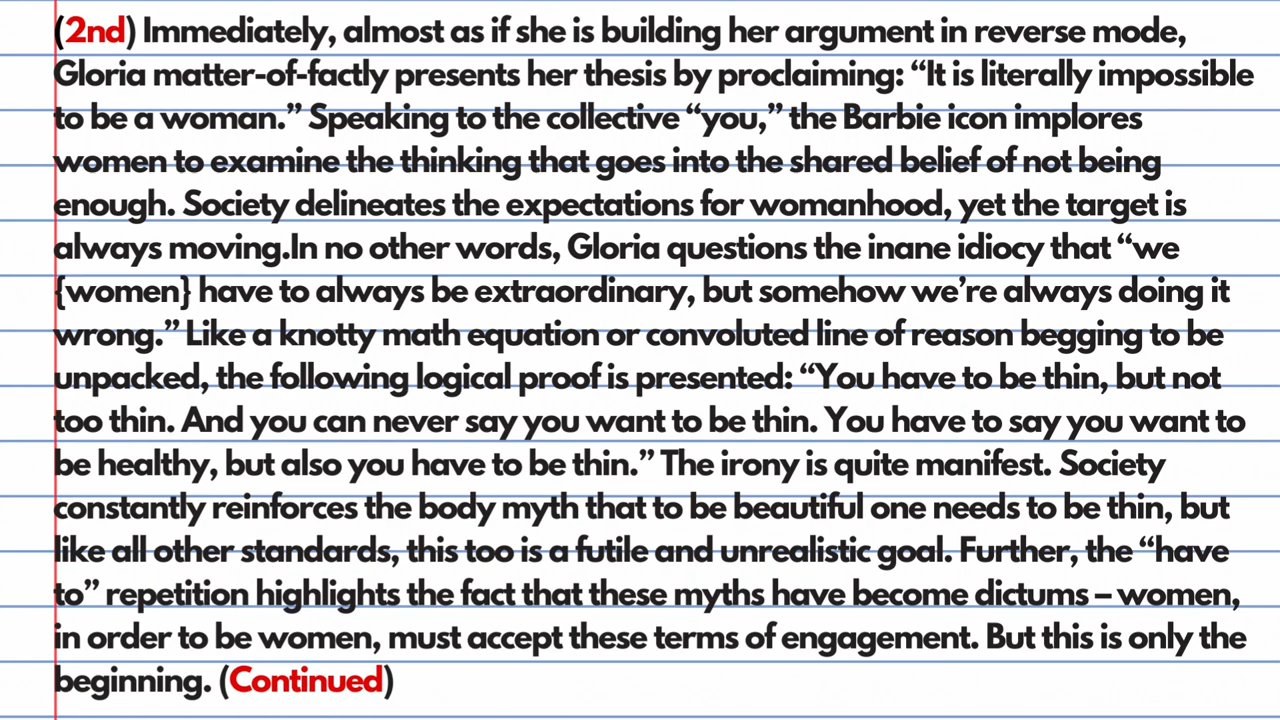 (2nd) Immediately, almost as if she is building her argument in reverse mode,
Gloria matter-of-factly presents her thesis by proclaiming: “It is literally impossible
to be a woman.” Speaking to the collective “you,” the Barbie icon implores
women to examine the thinking that goes into the shared belief of not being
enough. Society delineates the expectations for womanhood, yet the target is
always moving.In no other words, Gloria questions the inane idiocy that “we
{women} have to always be extraordinary, but somehow we’re always doing it
wrong.” Like a knotty math equation or convoluted line of reason begging to be
unpacked, the following logical proof is presented: “You have to be thin, but not
too thin. And you can never say you want to be thin. You have to say you want to
be healthy, but also you have to be thin.” The irony is quite manifest. Society
constantly reinforces the body myth that to be beautiful one needs to be thin, but
like all other standards, this too is a futile and unrealistic goal. Further, the “have
to” repetition highlights the fact that these myths have become dictums – women,
in order to be women, must accept these terms of engagement. But this is only the
beginning. (Continued)